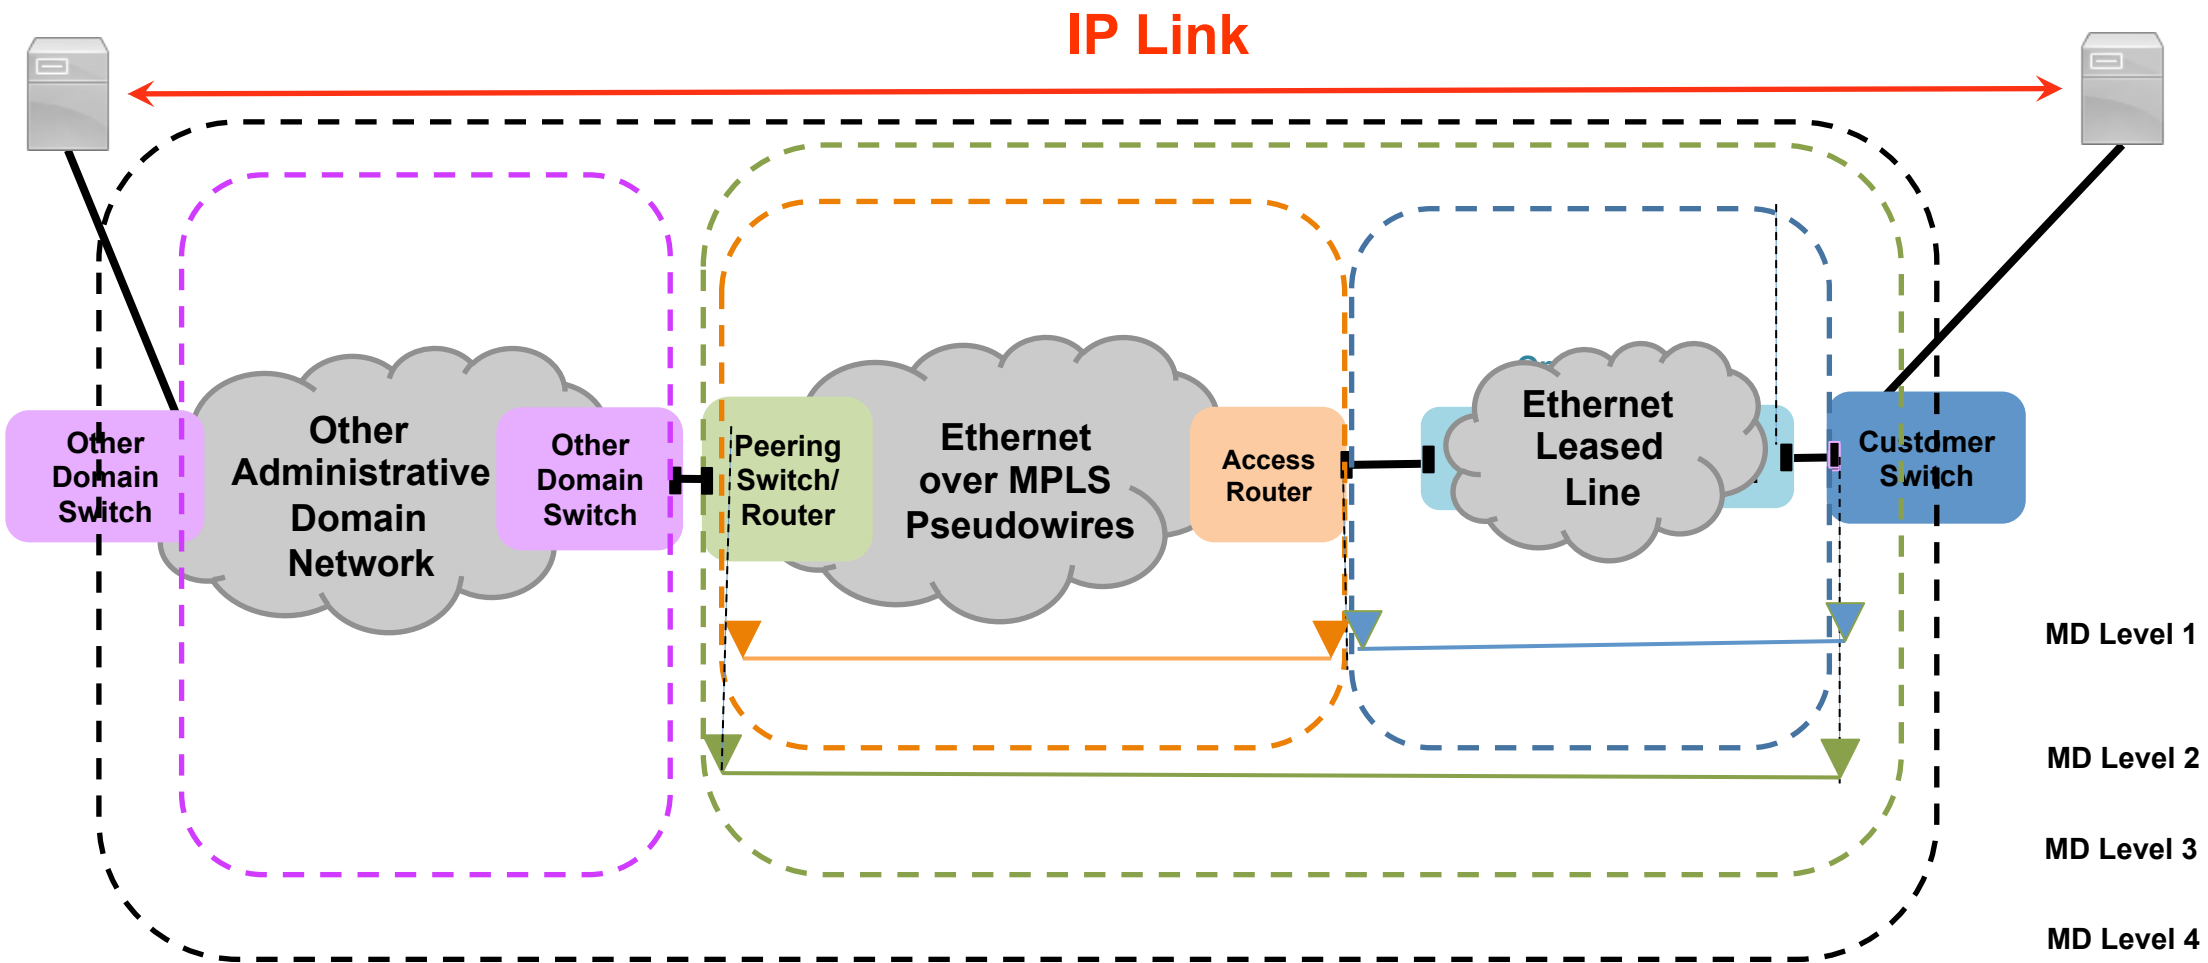 IP Link
Other
Domain
Switch
Other
Administrative
Domain
Network
Other
Domain
Switch
Peering
Switch/
Router
Ethernet
over MPLS
Pseudowires
Access
Router
Ethernet
Leased
Line
Customer
Switch
MD Level 1
MD Level 2
MD Level 3
MD Level 4